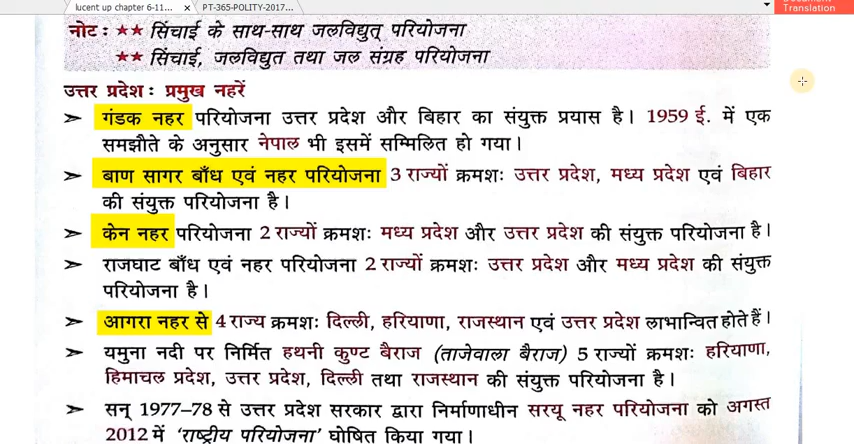 lucent up chapter 6-11... × PT-365-POLITY-2017...
Translation
नोट : ★★ सिंचाई के साथ-साथ जलविद्युत् परियोजना
★★ सिंचाई, जलविद्युत तथा जल संग्रह परियोजना
उत्तर प्रदेश : प्रमुख नहरें
➢ गंडक नहर परियोजना उत्तर प्रदेश और बिहार का संयुक्त प्रयास है। 1959 ई. में एक
समझौते के अनुसार नेपाल भी इसमें सम्मिलित हो गया।
➢ बाण सागर बाँध एवं नहर परियोजना 3 राज्यों क्रमशः उत्तर प्रदेश, मध्य प्रदेश एवं बिहार
की संयुक्त परियोजना है।
➢ केन नहर परियोजना 2 राज्यों क्रमशः मध्य प्रदेश और उत्तर प्रदेश की संयुक्त परियोजना है।
➢ राजघाट बाँध एवं नहर परियोजना 2 राज्यों क्रमशः उत्तर प्रदेश और मध्य प्रदेश की संयुक्त
परियोजना है।
➢ आगरा नहर से 4 राज्य क्रमशः दिल्ली, हरियाणा, राजस्थान एवं उत्तर प्रदेश लाभान्वित होते हैं।
➢ यमुना नदी पर निर्मित हथनी कुण्ट बैराज (ताजेवाला बैराज) 5 राज्यों क्रमशः हरियाणा,
हिमाचल प्रदेश, उत्तर प्रदेश, दिल्ली तथा राजस्थान की संयुक्त परियोजना है।
➢ सन् 1977–78 से उत्तर प्रदेश सरकार द्वारा निर्माणाधीन सरयू नहर परियोजना को अगस्त
2012 में 'राष्ट्रीय परियोजना' घोषित किया गया।